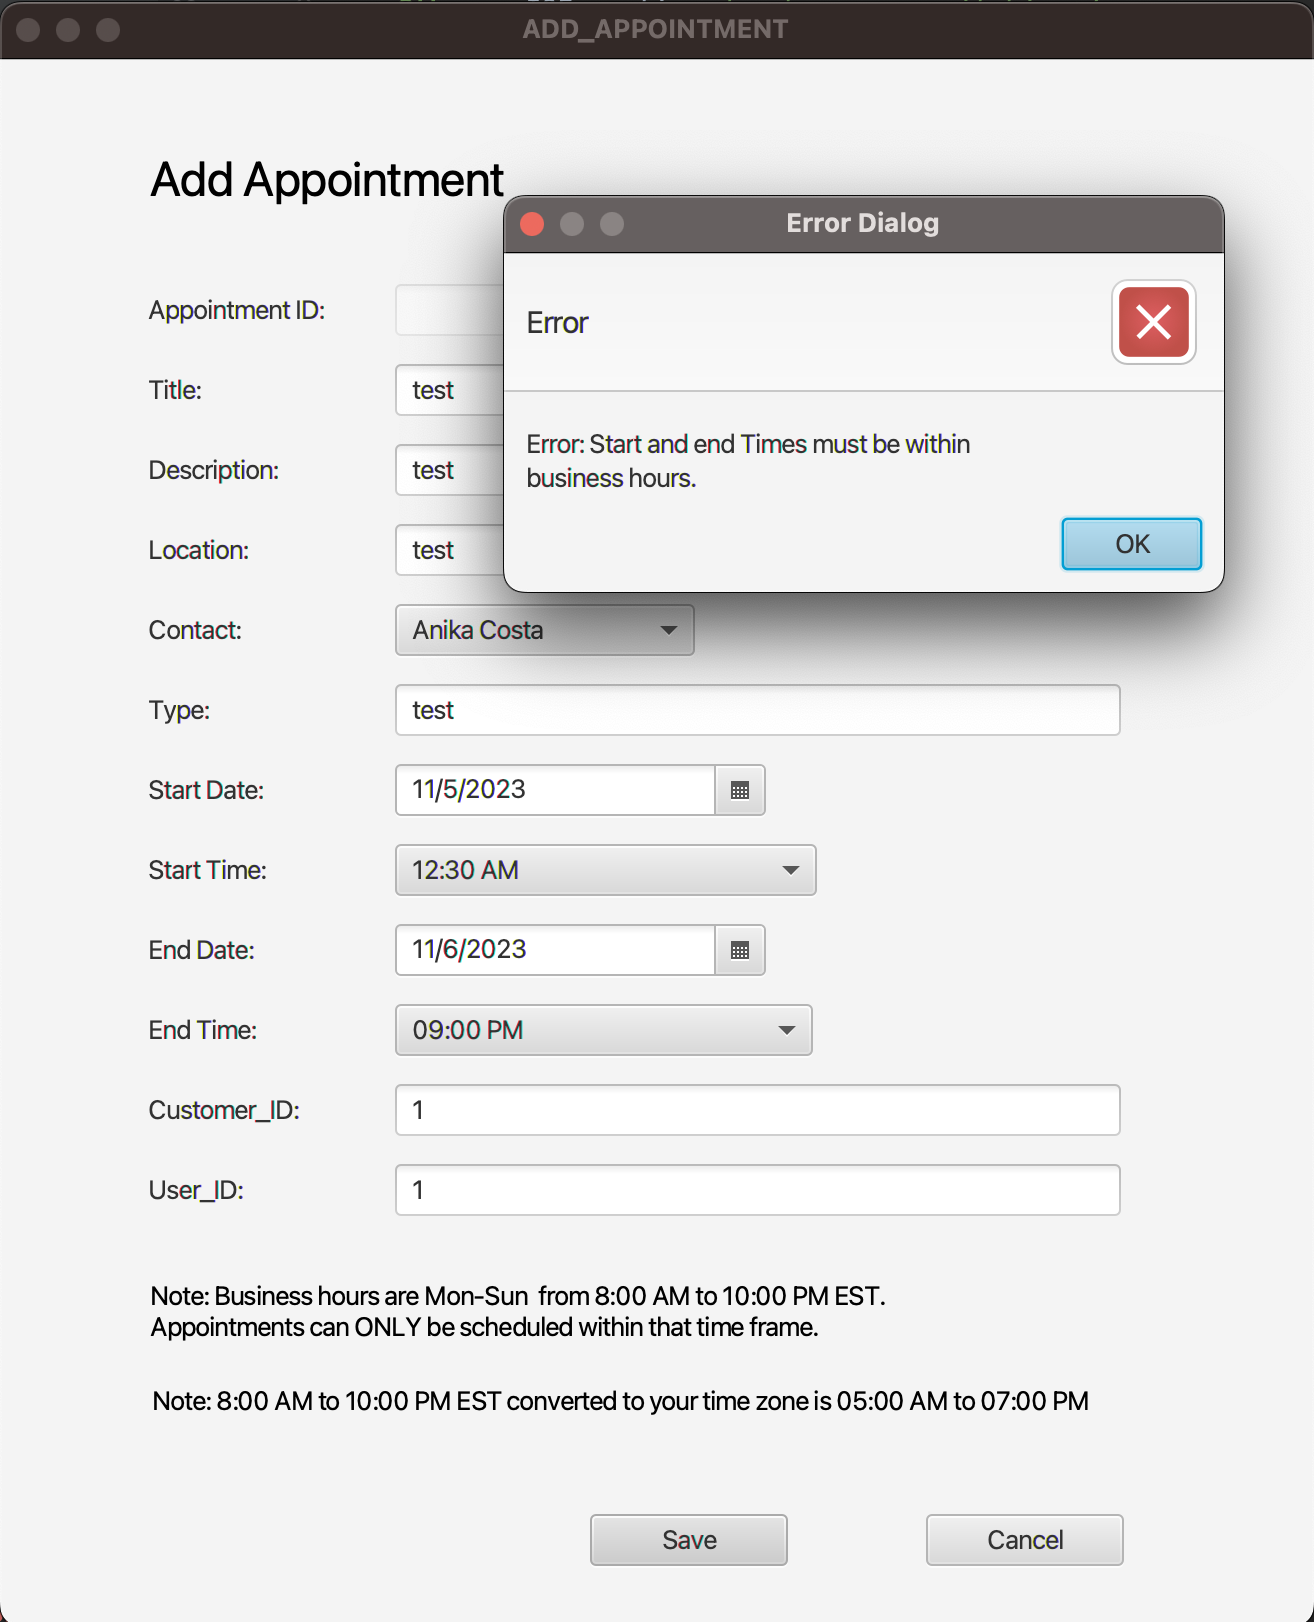 ADD_APPOINTMENT
Add Appointment
Error Dialog
Error
Error: Start and end Times must be within
business hours.
OK
Appointment ID:
Title: test
Description: test
Location: test
Contact: Anika Costa
Type: test
Start Date: 11/5/2023
Start Time: 12:30 AM
End Date: 11/6/2023
End Time: 09:00 PM
Customer_ID: 1
User_ID: 1
Note: Business hours are Mon-Sun  from 8:00 AM to 10:00 PM EST.
Appointments can ONLY be scheduled within that time frame.
Note: 8:00 AM to 10:00 PM EST converted to your time zone is 05:00 AM to 07:00 PM
Save Cancel